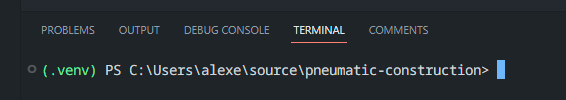 PROBLEMS OUTPUT DEBUG CONSOLE TERMINAL COMMENTS
(.venv) PS C:\Users\alexe\source\pneumatic-construction>